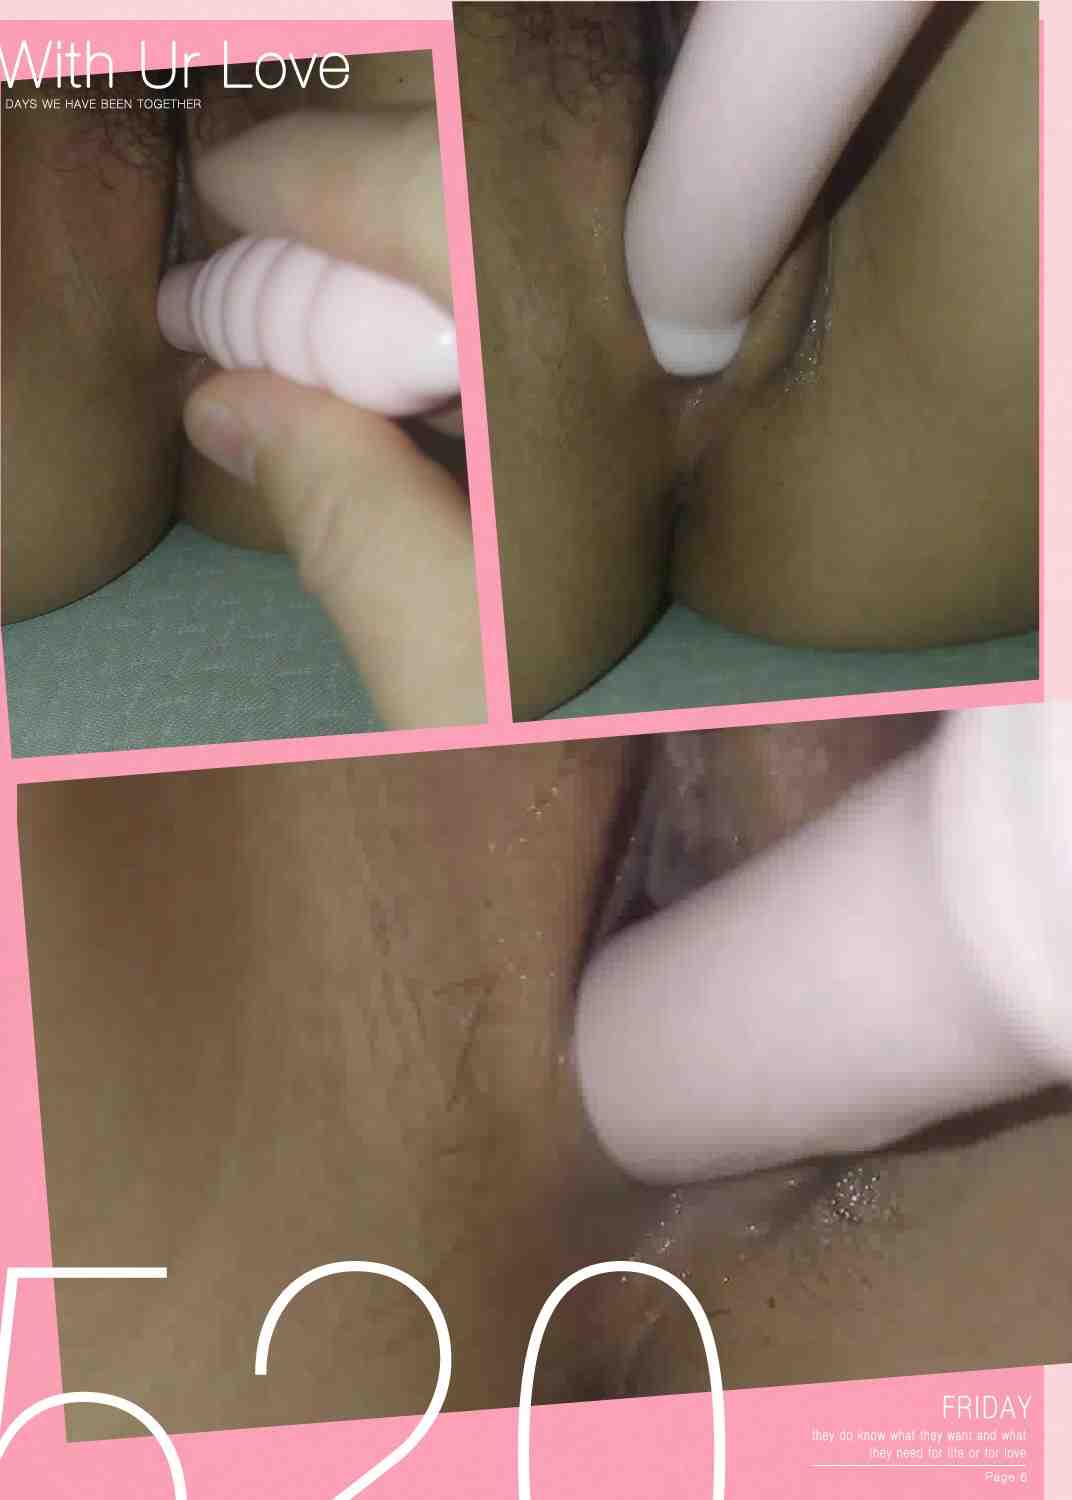 With Ur Love
DAYS WE HAVE BEEN TOGETHER
520
FRIDAY
they do know what they want and what
they need for life or for love
Page 6